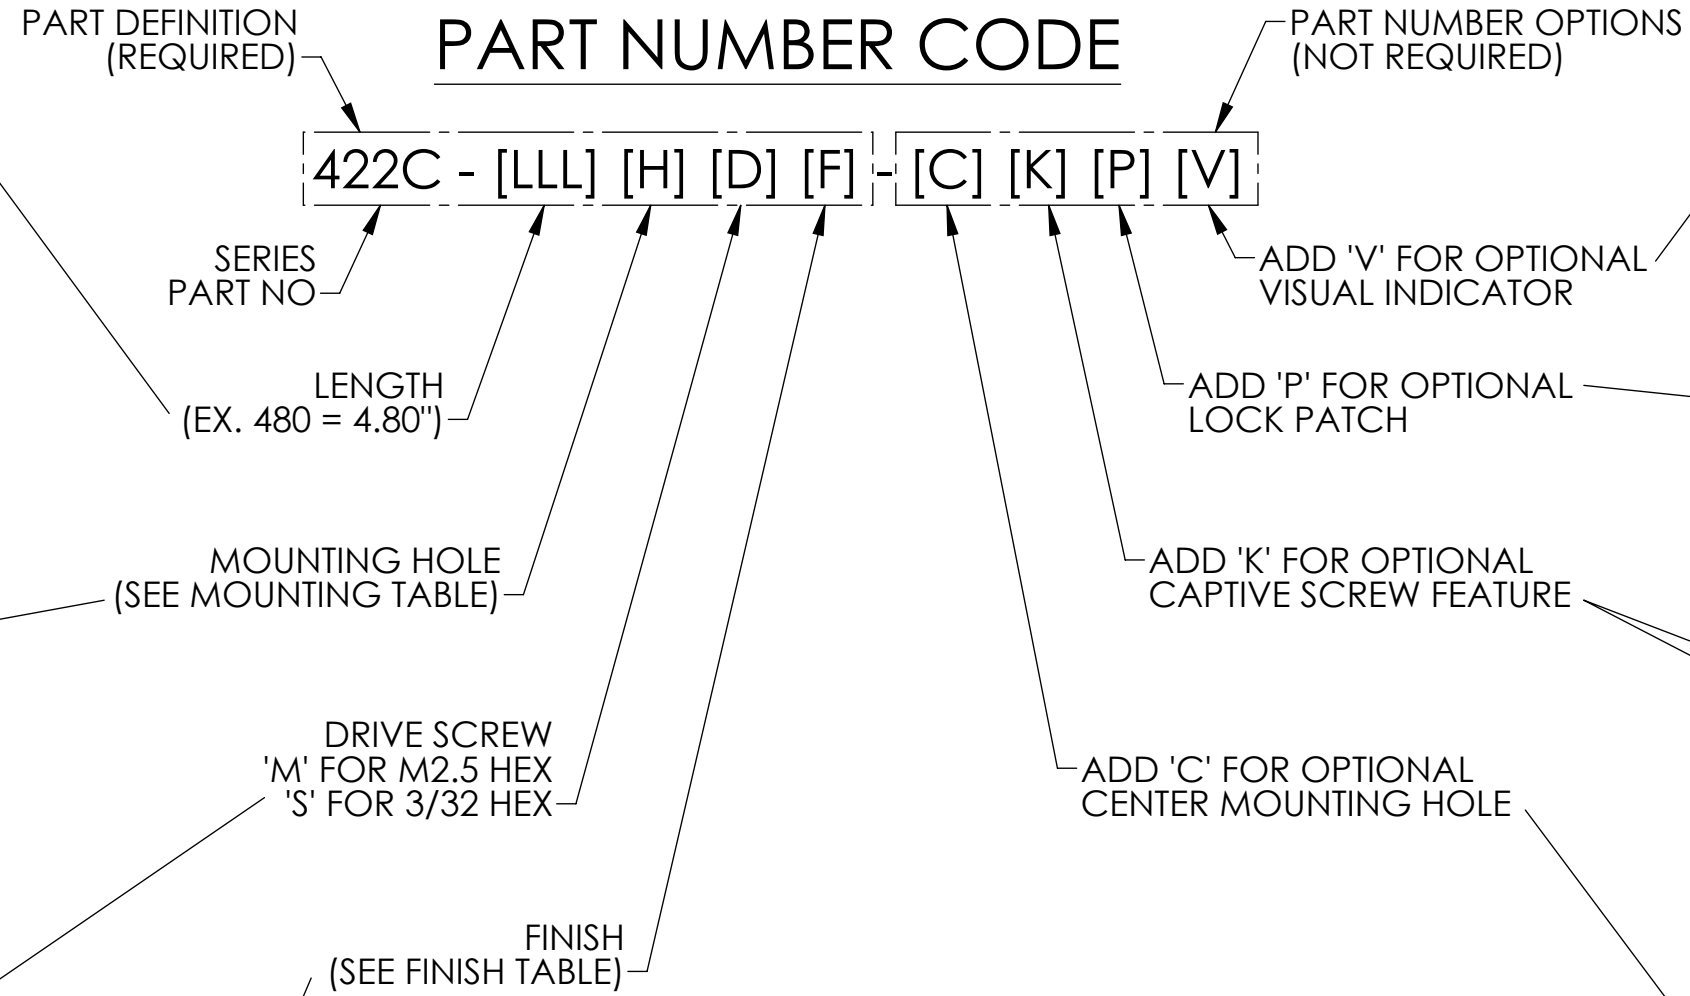 PART DEFINITION
(REQUIRED)
PART NUMBER CODE
PART NUMBER OPTIONS
(NOT REQUIRED)
422C - [LLL] [H] [D] [F] - [C] [K] [P] [V]
SERIES
PART NO
ADD 'V' FOR OPTIONAL
VISUAL INDICATOR
LENGTH
(EX. 480 = 4.80")
ADD 'P' FOR OPTIONAL
LOCK PATCH
MOUNTING HOLE
(SEE MOUNTING TABLE)
ADD 'K' FOR OPTIONAL
CAPTIVE SCREW FEATURE
DRIVE SCREW
'M' FOR M2.5 HEX
'S' FOR 3/32 HEX
ADD 'C' FOR OPTIONAL
CENTER MOUNTING HOLE
FINISH
(SEE FINISH TABLE)